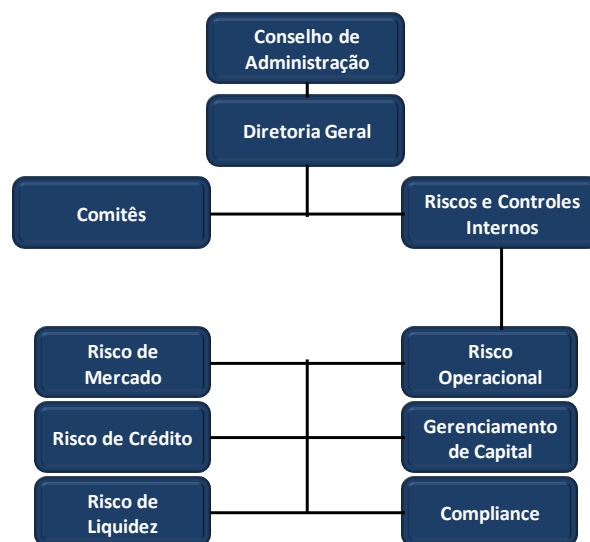 Conselho de
Administração
Diretoria Geral
Comitês
Riscos e Controles
Internos
Risco de
Mercado
Risco
Operacional
Risco de Crédito
Gerenciamento
de Capital
Risco de
Liquidez
Compliance